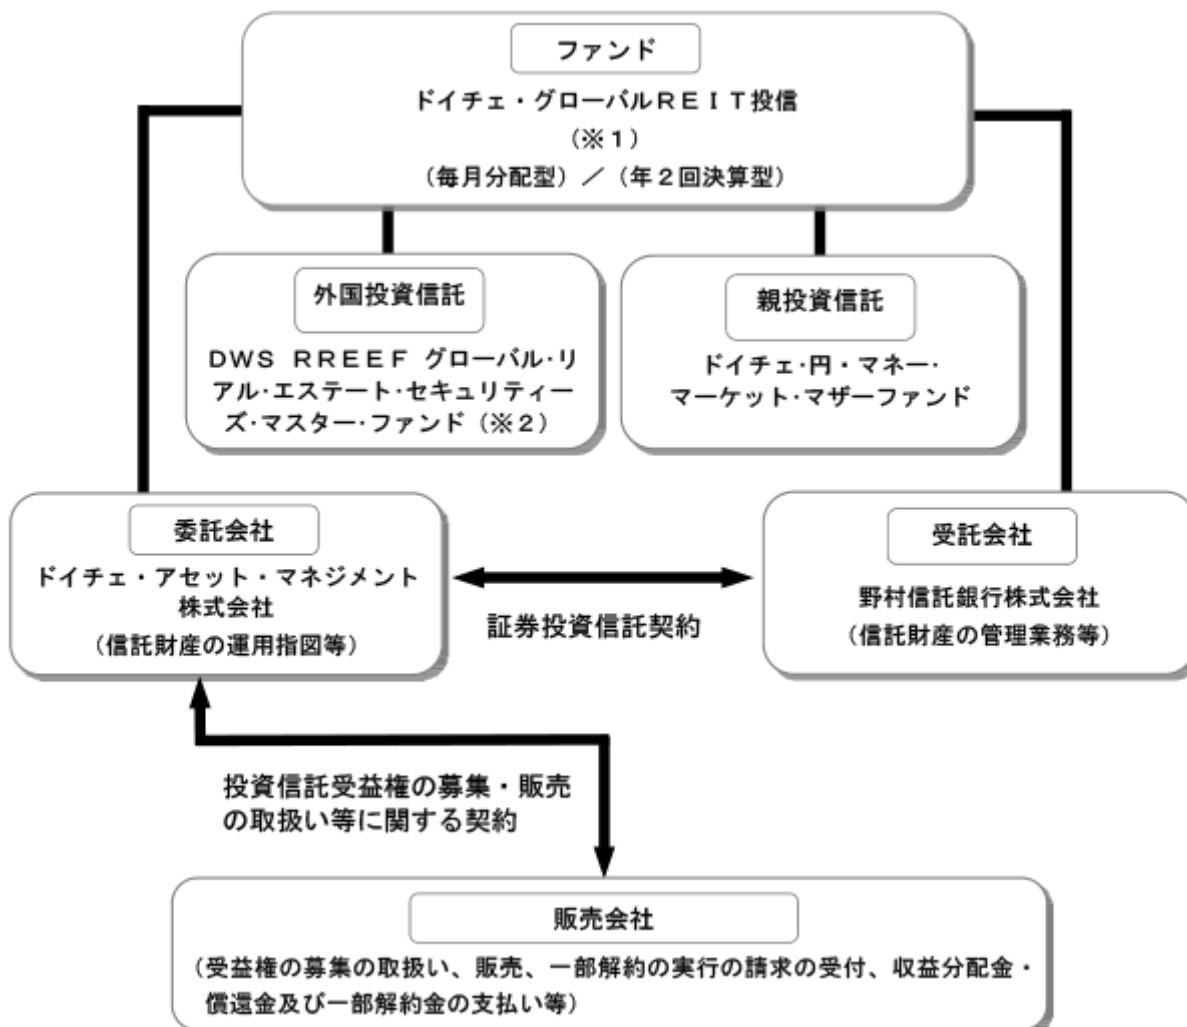 ファンド
ドイチェ・グローバルREIT投信
(※1)
(毎月分配型)/(年2回決算型)
外国投資信託
DWS RREEF グローバル・リ
アル・エステート・セキュリティー
ズ・マスター・ファンド(※2)
親投資信託
ドイチェ・円・マネー・
マーケット・マザーファンド
委託会社
ドイチェ・アセット・マネジメント
株式会社
(信託財産の運用指図等)
証券投資信託契約
受託会社
野村信託銀行株式会社
(信託財産の管理業務等)
投資信託受益権の募集・販売
の取扱い等に関する契約
販売会社
(受益権の募集の取扱い、販売、一部解約の実行の請求の受付、収益分配金・
償還金及び一部解約金の支払い等)